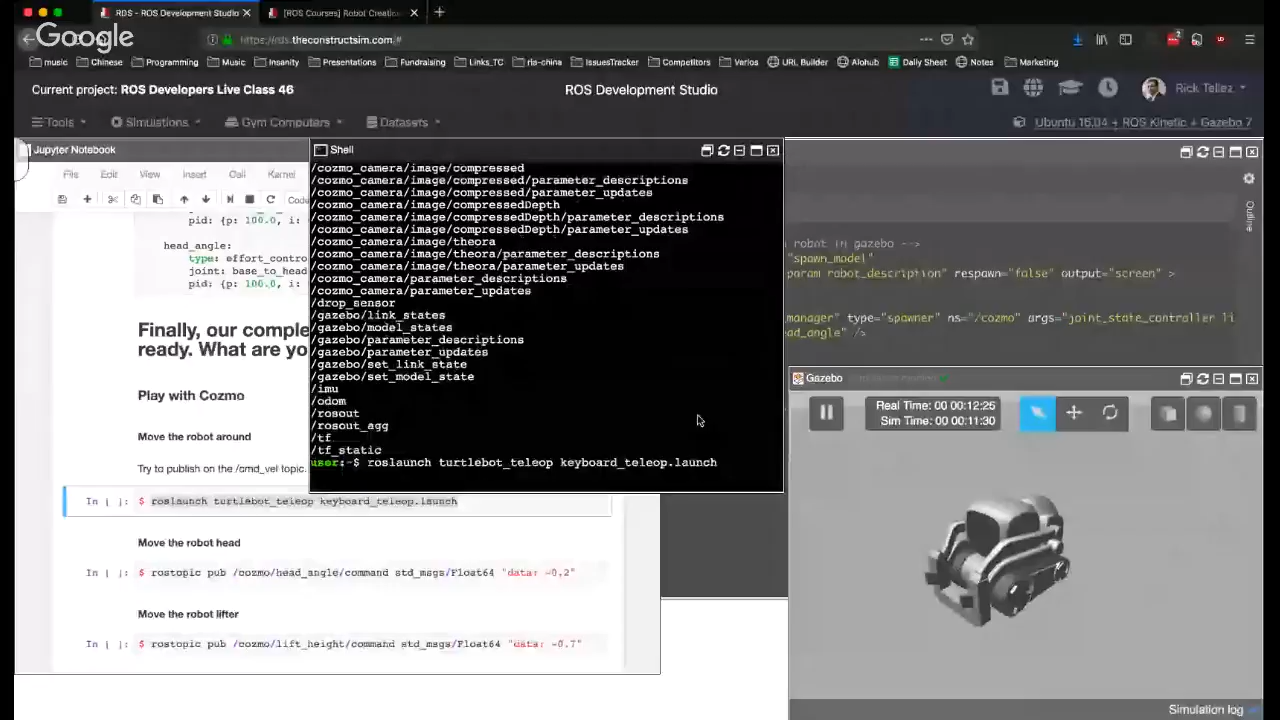 RDS - ROS Development Studio
[ROS Courses] Robot Creation
Google
https://rds.theconstructsim.com/#
music
Chinese
Programming
Music
Insanity
Presentations
Fundraising
Links_TC
ris-china
IssuesTracker
Competitors
Varios
URL Builder
Alohub
Daily Sheet
Notes
Marketing
Current project: ROS Developers Live Class 46
ROS Development Studio
Rick Tellez
Tools
Simulations
Gym Computers
Datasets
Ubuntu 16.04 + ROS Kinetic + Gazebo 7
Jupyter Notebook
File Edit View Insert Cell Kernel
Code
pid: {p: 100.0, i:
head_angle:
type: effort_contro
joint: base_to_head
pid: {p: 100.0, i:
Finally, our comple
ready. What are yo
Play with Cozmo
Move the robot around
Try to publish on the /cmd_vel topic.
In [ ]: $ roslaunch turtlebot_teleop keyboard_teleop.launch
Move the robot head
In [ ]: $ rostopic pub /cozmo/head_angle/command std_msgs/Float64 "data: -0.2"
Move the robot lifter
In [ ]: $ rostopic pub /cozmo/lift_height/command std_msgs/Float64 "data: -0.7"
Shell
/cozmo_camera/image/compressed
/cozmo_camera/image/compressed/parameter_descriptions
/cozmo_camera/image/compressed/parameter_updates
/cozmo_camera/image/compressedDepth
/cozmo_camera/image/compressedDepth/parameter_descriptions
/cozmo_camera/image/compressedDepth/parameter_updates
/cozmo_camera/image/theora
/cozmo_camera/image/theora/parameter_descriptions
/cozmo_camera/image/theora/parameter_updates
/cozmo_camera/parameter_descriptions
/cozmo_camera/parameter_updates
/drop_sensor
/gazebo/link_states
/gazebo/model_states
/gazebo/parameter_descriptions
/gazebo/parameter_updates
/gazebo/set_link_state
/gazebo/set_model_state
/imu
/odom
/rosout
/rosout_agg
/tf
/tf_static
user:~$ roslaunch turtlebot_teleop keyboard_teleop.launch
Outline
robot in gazebo -->
"spawn_model"
param robot_description" respawn="false" output="screen" >
manager" type="spawner" ns="/cozmo" args="joint_state_controller li
ad_angle" />
Gazebo
Real Time: 00 00:12:25
Sim Time: 00 00:11:30
Simulation log